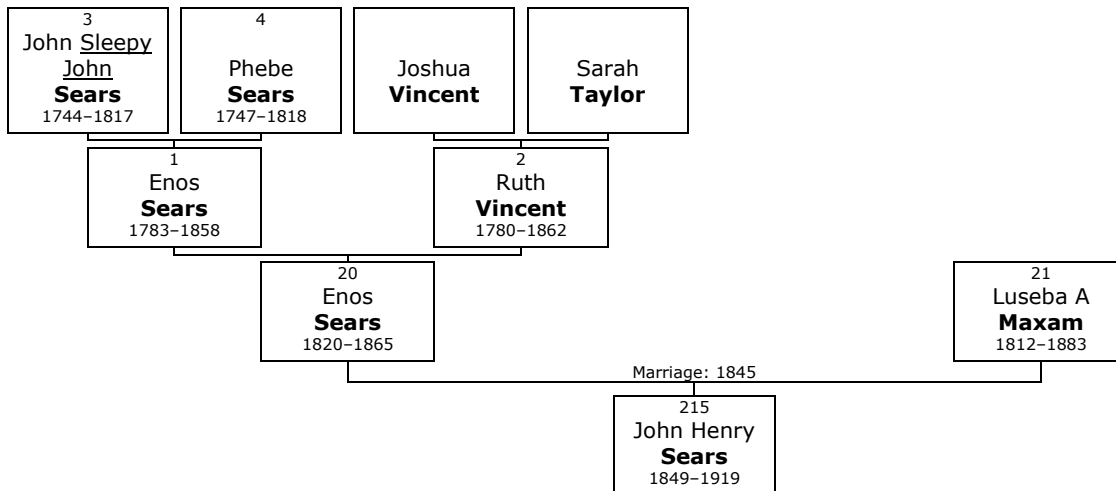 3
John Sleepy
John
Sears
1744–1817
4
Phebe
Sears
1747–1818
Joshua
Vincent
Sarah
Taylor
1
Enos
Sears
1783–1858
2
Ruth
Vincent
1780–1862
20
Enos
Sears
1820–1865
21
Luseba A
Maxam
1812–1883
Marriage: 1845
215
John Henry
Sears
1849–1919